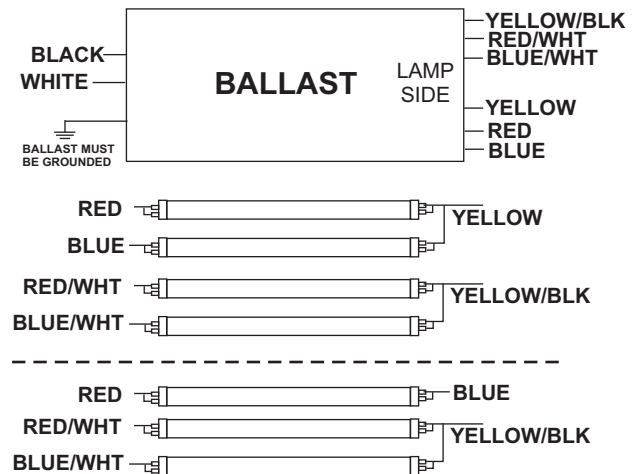 YELLOW/BLK
RED/WHT
BLUE/WHT
BLACK
WHITE
BALLAST
LAMP
SIDE
YELLOW
RED
BLUE
BALLAST MUST
BE GROUNDED
RED
YELLOW
BLUE
RED/WHT
YELLOW/BLK
BLUE/WHT
RED
BLUE
RED/WHT
YELLOW/BLK
BLUE/WHT